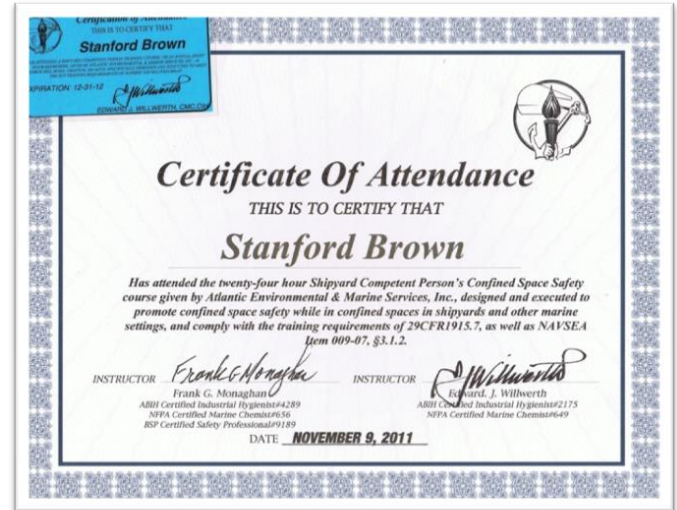 Certification of Attendance
THIS IS TO CERTIFY THAT
Stanford Brown
EXPIRATION: 12-31-12
EDWARD J. WILLWERTH, CMC,
Certificate Of Attendance
THIS IS TO CERTIFY THAT
Stanford Brown
Has attended the twenty-four hour Shipyard Competent Person's Confined Space Safety
course given by Atlantic Environmental & Marine Services, Inc., designed and executed to
promote confined space safety while in confined spaces in shipyards and other marine
settings, and comply with the training requirements of 29CFR1915.7, as well as NAVSEA
Item 009-07, §3.1.2.
INSTRUCTOR Frank G Monaghan INSTRUCTOR EJWillwerth
Frank G. Monaghan Edward. J. Willwerth
ABIH Certified Industrial Hygienist#4289 ABIH Certified Industrial Hygienist#2175
NFPA Certified Marine Chemist#656 NFPA Certified Marine Chemist#649
BSP Certified Safety Professional#9189
DATE NOVEMBER 9, 2011